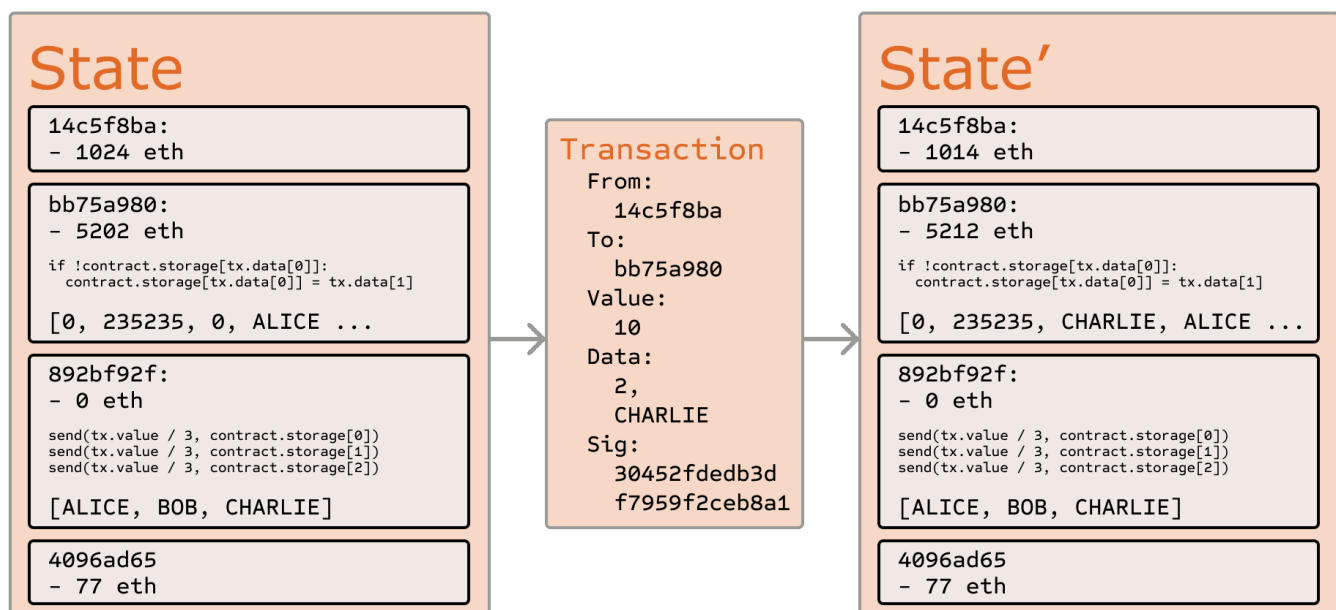 State
14c5f8ba:
- 1024 eth
bb75a980:
- 5202 eth
if !contract.storage[tx.data[0]]:
contract.storage[tx.data[0]] = tx.data[1]
[0, 235235, 0, ALICE ...
892bf92f:
- 0 eth
send(tx.value / 3, contract.storage[0])
send(tx.value / 3, contract.storage[1])
send(tx.value / 3, contract.storage[2])
[ALICE, BOB, CHARLIE]
4096ad65
- 77 eth
Transaction
From:
14c5f8ba
To:
bb75a980
Value:
10
Data:
2,
CHARLIE
Sig:
30452fdedb3d
f7959f2ceb8a1
State’
14c5f8ba:
- 1014 eth
bb75a980:
- 5212 eth
if !contract.storage[tx.data[0]]:
contract.storage[tx.data[0]] = tx.data[1]
[0, 235235, CHARLIE, ALICE ...
892bf92f:
- 0 eth
send(tx.value / 3, contract.storage[0])
send(tx.value / 3, contract.storage[1])
send(tx.value / 3, contract.storage[2])
[ALICE, BOB, CHARLIE]
4096ad65
- 77 eth